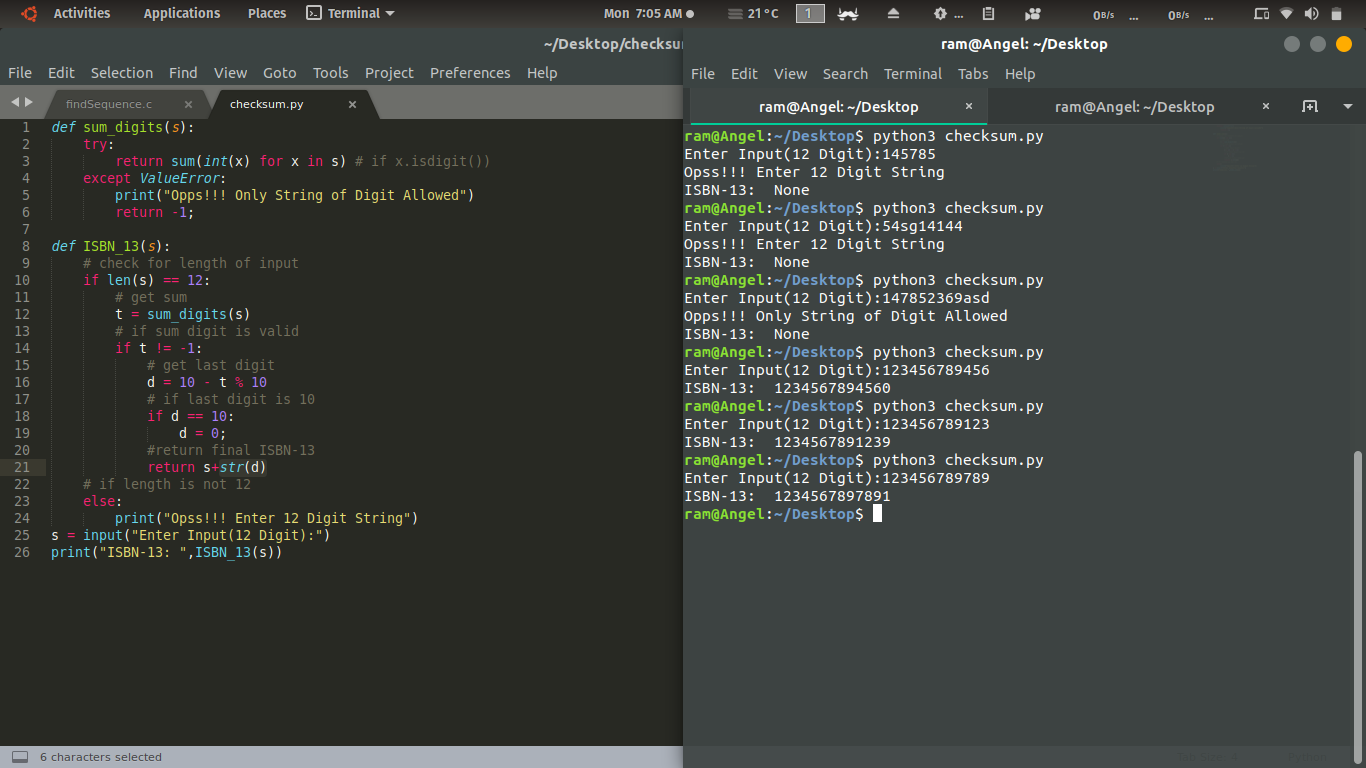 Activities Applications Places Terminal Mon 7:05 AM 21°C 1 ... 0B/s ... 0B/s ...
~/Desktop/checksu
File Edit Selection Find View Goto Tools Project Preferences Help
findSequence.c × checksum.py ×
1 def sum_digits(s):
2 try:
3 return sum(int(x) for x in s) # if x.isdigit())
4 except ValueError:
5 print("Opps!!! Only String of Digit Allowed")
6 return -1;
7
8 def ISBN_13(s):
9 # check for length of input
10 if len(s) == 12:
11 # get sum
12 t = sum_digits(s)
13 # if sum digit is valid
14 if t != -1:
15 # get last digit
16 d = 10 - t % 10
17 # if last digit is 10
18 if d == 10:
19 d = 0;
20 #return final ISBN-13
21 return s+str(d)
22 # if length is not 12
23 else:
24 print("Opss!!! Enter 12 Digit String")
25 s = input("Enter Input(12 Digit):")
26 print("ISBN-13: ",ISBN_13(s))
6 characters selected
ram@Angel: ~/Desktop
File Edit View Search Terminal Tabs Help
ram@Angel: ~/Desktop × ram@Angel: ~/Desktop ×
ram@Angel:~/Desktop$ python3 checksum.py
Enter Input(12 Digit):145785
Opss!!! Enter 12 Digit String
ISBN-13:  None
ram@Angel:~/Desktop$ python3 checksum.py
Enter Input(12 Digit):54sg14144
Opss!!! Enter 12 Digit String
ISBN-13:  None
ram@Angel:~/Desktop$ python3 checksum.py
Enter Input(12 Digit):147852369asd
Opps!!! Only String of Digit Allowed
ISBN-13:  None
ram@Angel:~/Desktop$ python3 checksum.py
Enter Input(12 Digit):123456789456
ISBN-13:  1234567894560
ram@Angel:~/Desktop$ python3 checksum.py
Enter Input(12 Digit):123456789123
ISBN-13:  1234567891239
ram@Angel:~/Desktop$ python3 checksum.py
Enter Input(12 Digit):123456789789
ISBN-13:  1234567897891
ram@Angel:~/Desktop$